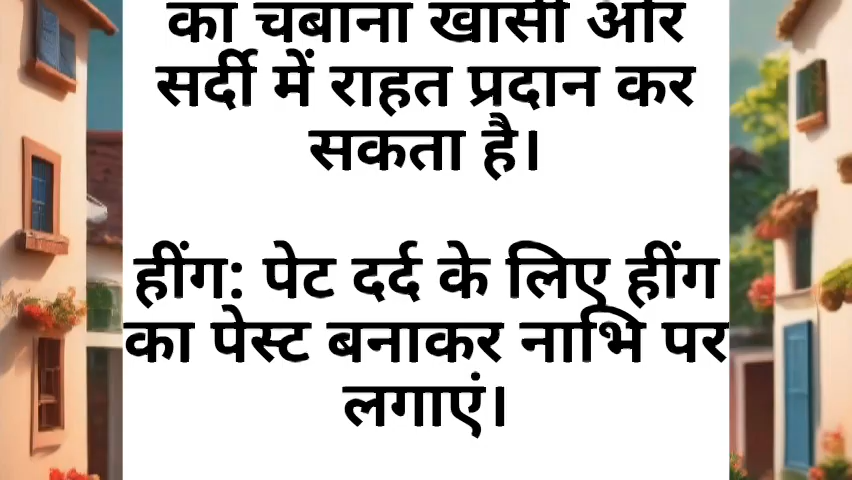 का चबाना खांसी और
सर्दी में राहत प्रदान कर
सकता है।
हींग: पेट दर्द के लिए हींग
का पेस्ट बनाकर नाभि पर
लगाएं।